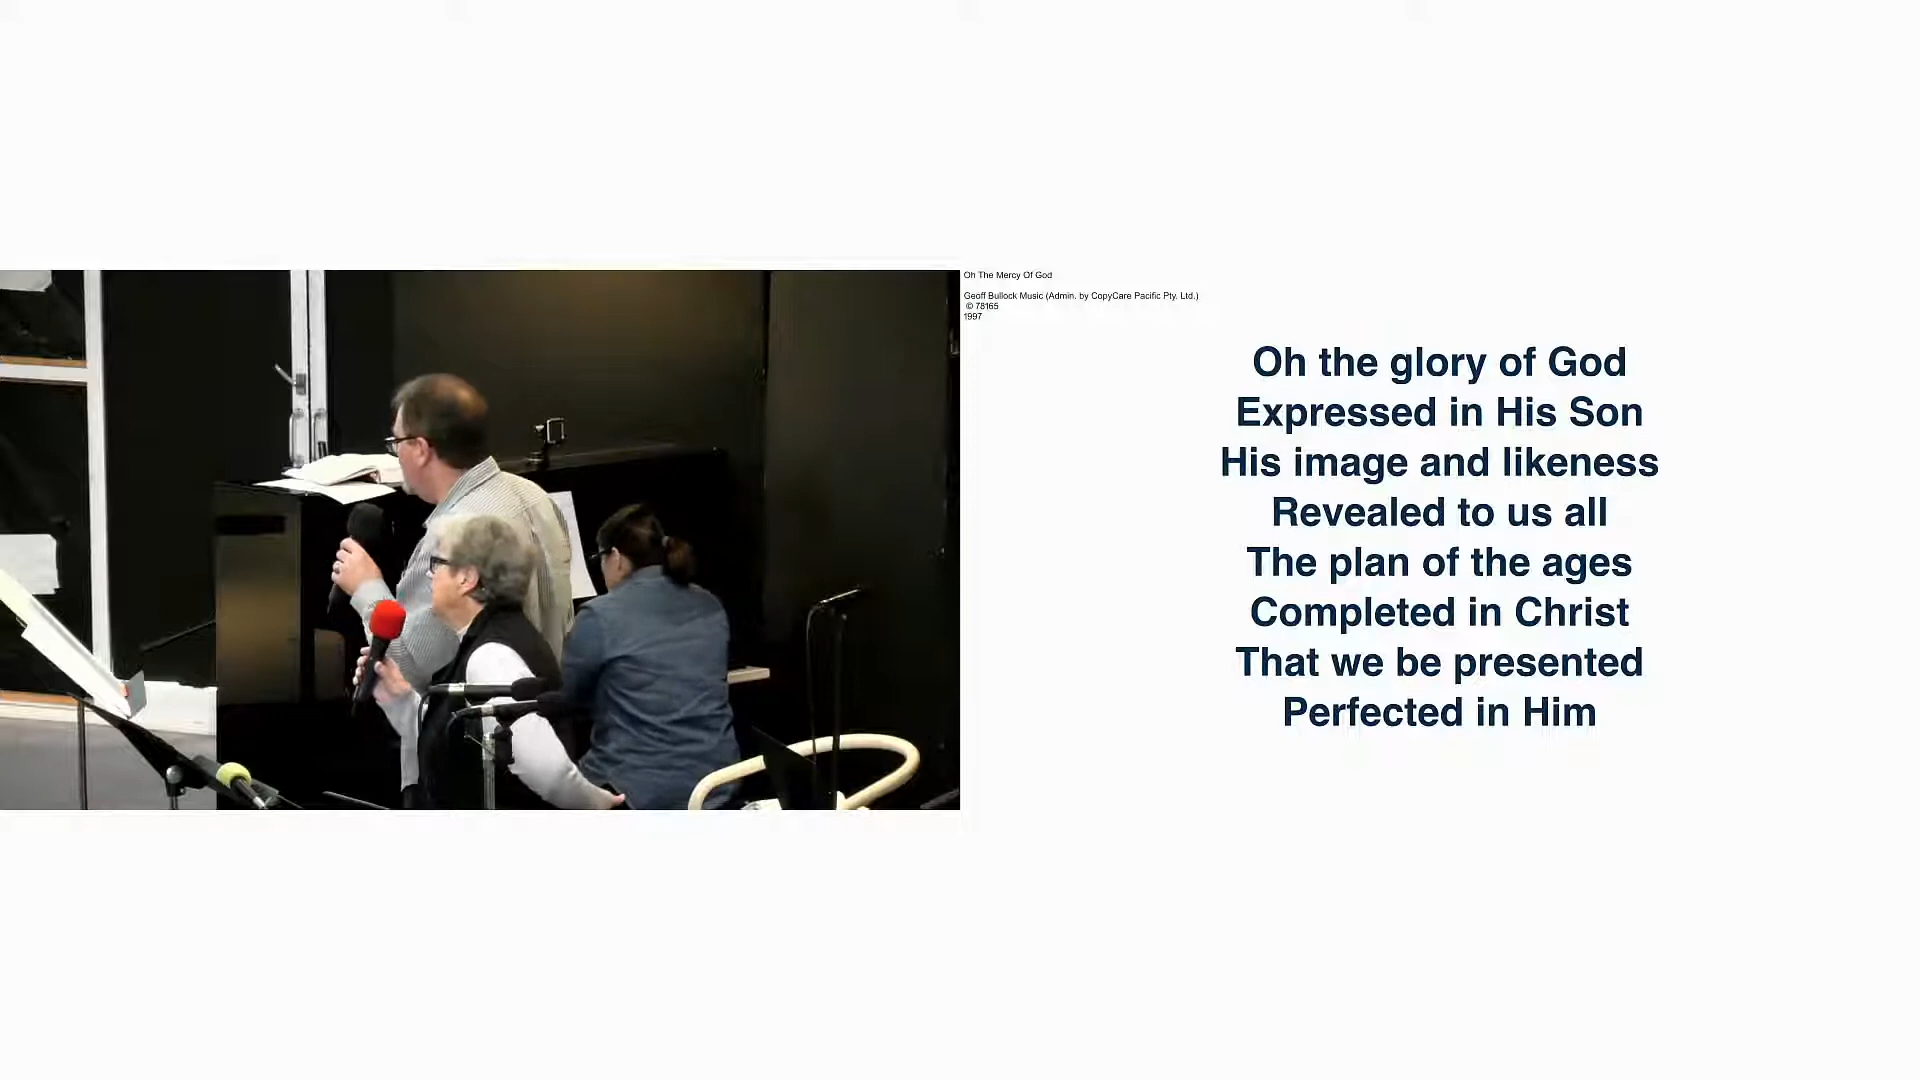 Oh The Mercy Of God
Geoff Bullock Music (Admin. by CopyCare Pacific Pty. Ltd.)
© 78165
1997
Oh the glory of God
Expressed in His Son
His image and likeness
Revealed to us all
The plan of the ages
Completed in Christ
That we be presented
Perfected in Him